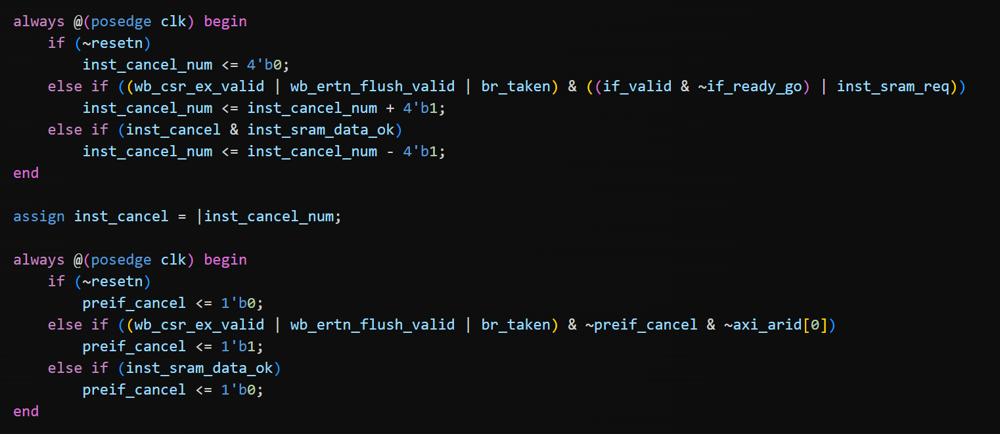 always @(posedge clk) begin
    if (~resetn)
        inst_cancel_num <= 4'b0;
    else if ((wb_csr_ex_valid | wb_ertn_flush_valid | br_taken) & ((if_valid & ~if_ready_go) | inst_sram_req))
        inst_cancel_num <= inst_cancel_num + 4'b1;
    else if (inst_cancel & inst_sram_data_ok)
        inst_cancel_num <= inst_cancel_num - 4'b1;
end

assign inst_cancel = |inst_cancel_num;

always @(posedge clk) begin
    if (~resetn)
        preif_cancel <= 1'b0;
    else if ((wb_csr_ex_valid | wb_ertn_flush_valid | br_taken) & ~preif_cancel & ~axi_arid[0])
        preif_cancel <= 1'b1;
    else if (inst_sram_data_ok)
        preif_cancel <= 1'b0;
end